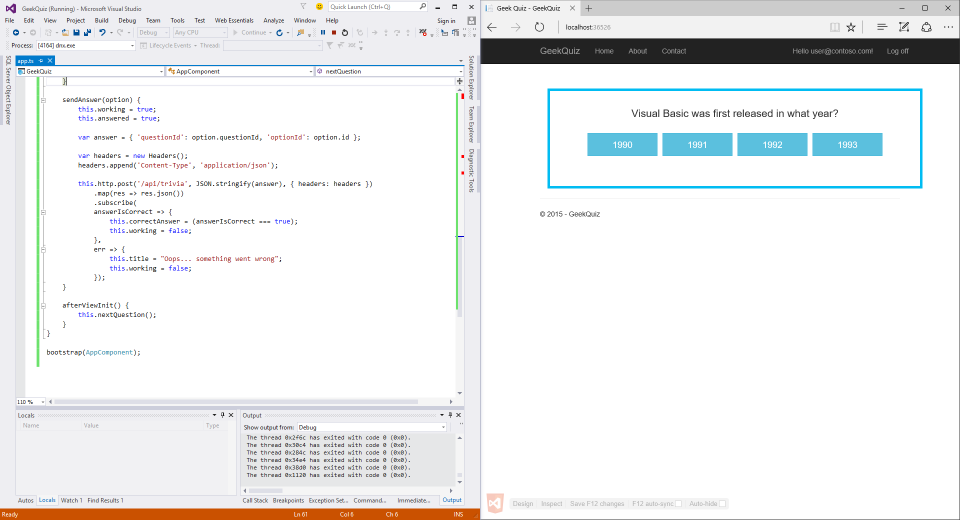 GeekQuiz (Running) - Microsoft Visual Studio
Quick Launch (Ctrl+Q)
File Edit View Project Build Debug Team Tools Test Web Essentials Analyze Window Help
Sign in
Debug Any CPU Continue
Process: [4164] dnx.exe Lifecycle Events Thread:
SQL Server Object Explorer
app.ts
GeekQuiz AppComponent nextQuestion
}
sendAnswer(option) {
this.working = true;
this.answered = true;
var answer = { 'questionId': option.questionId, 'optionId': option.id };
var headers = new Headers();
headers.append('Content-Type', 'application/json');
this.http.post('/api/trivia', JSON.stringify(answer), { headers: headers })
.map(res => res.json())
.subscribe(
answerIsCorrect => {
this.correctAnswer = (answerIsCorrect === true);
this.working = false;
},
err => {
this.title = "Oops... something went wrong";
this.working = false;
});
}
afterViewInit() {
this.nextQuestion();
}
}
bootstrap(AppComponent);
110 %
Solution Explorer
Team Explorer
Diagnostic Tools
Locals
Name Value Type
Autos Locals Watch 1 Find Results 1
Output
Show output from: Debug
The thread 0x2f6c has exited with code 0 (0x0).
The thread 0x30c4 has exited with code 0 (0x0).
The thread 0x284c has exited with code 0 (0x0).
The thread 0x34e4 has exited with code 0 (0x0).
The thread 0x38d0 has exited with code 0 (0x0).
The thread 0x1120 has exited with code 0 (0x0).
Call Stack Breakpoints Exception Set... Command... Immediate... Output
Ready Ln 61 Col 6 Ch 6 INS
Geek Quiz - GeekQuiz
localhost:36526
GeekQuiz Home About Contact Hello user@contoso.com! Log off
Visual Basic was first released in what year?
1990 1991 1992 1993
© 2015 - GeekQuiz
Design Inspect Save F12 changes F12 auto-sync Auto-hide